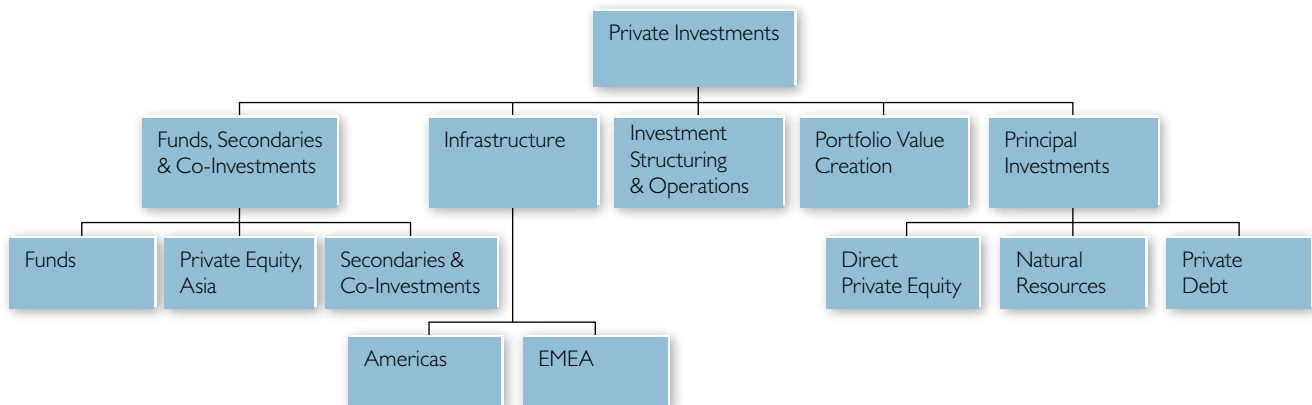 Private Investments
Funds, Secondaries
& Co-Investments
Infrastructure
Investment
Structuring
& Operations
Portfolio Value
Creation
Principal
Investments
Funds
Private Equity,
Asia
Secondaries &
Co-Investments
Direct
Private Equity
Natural
Resources
Private
Debt
Americas
EMEA